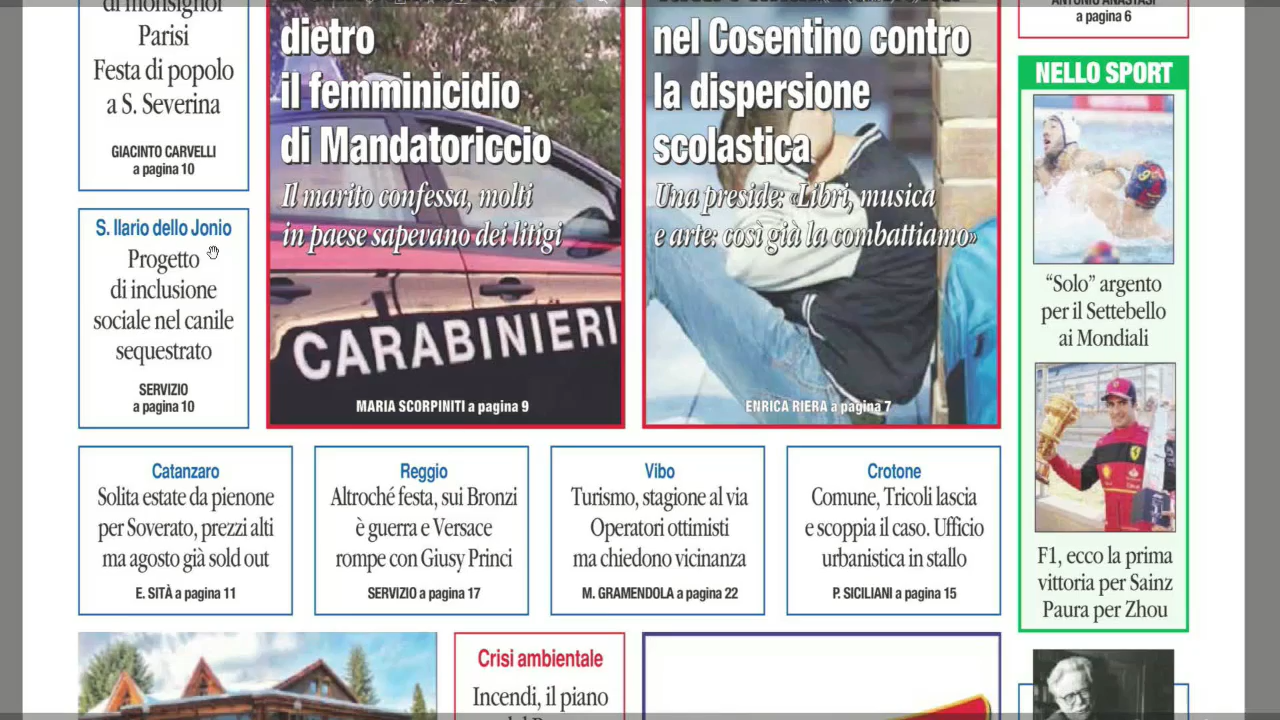 di monsignor
Parisi
Festa di popolo
a S. Severina
GIACINTO CARVELLI
a pagina 10
S. Ilario dello Jonio
Progetto
di inclusione
sociale nel canile
sequestrato
SERVIZIO
a pagina 10
dietro
il femminicidio
di Mandatoriccio
Il marito confessa, molti
in paese sapevano dei litigi
CARABINIERI
MARIA SCORPINITI a pagina 9
nel Cosentino contro
la dispersione
scolastica
Una preside: «Libri, musica
e arte: così già la combattiamo»
ENRICA RIERA a pagina 7
ANTONIO ANASTASI
a pagina 6
NELLO SPORT
9
“Solo” argento
per il Settebello
ai Mondiali
F1, ecco la prima
vittoria per Sainz
Paura per Zhou
Catanzaro
Solita estate da pienone
per Soverato, prezzi alti
ma agosto già sold out
E. SITÀ a pagina 11
Reggio
Altroché festa, sui Bronzi
è guerra e Versace
rompe con Giusy Princi
SERVIZIO a pagina 17
Vibo
Turismo, stagione al via
Operatori ottimisti
ma chiedono vicinanza
M. GRAMENDOLA a pagina 22
Crotone
Comune, Tricoli lascia
e scoppia il caso. Ufficio
urbanistica in stallo
P. SICILIANI a pagina 15
Crisi ambientale
Incendi, il piano